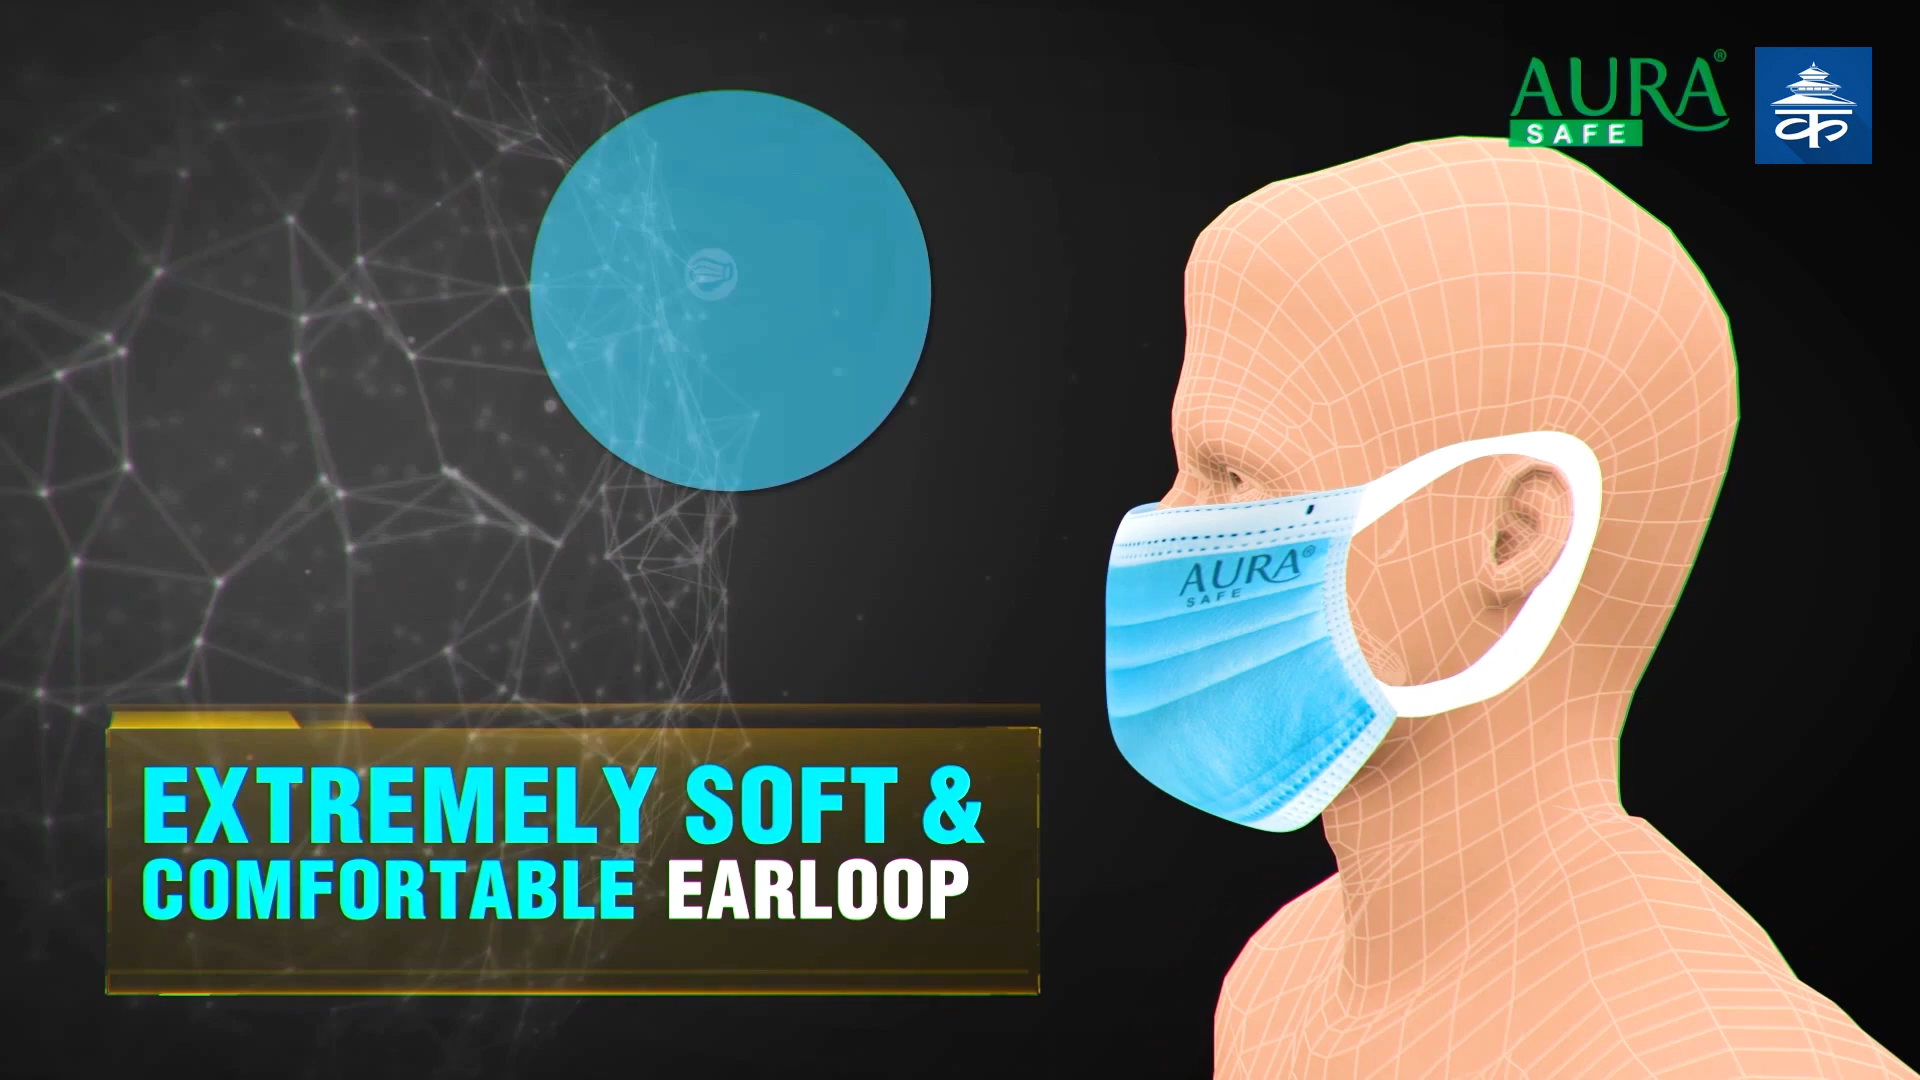 AURA®
SAFE
क
AURA®
SAFE
EXTREMELY SOFT &
COMFORTABLE EARLOOP